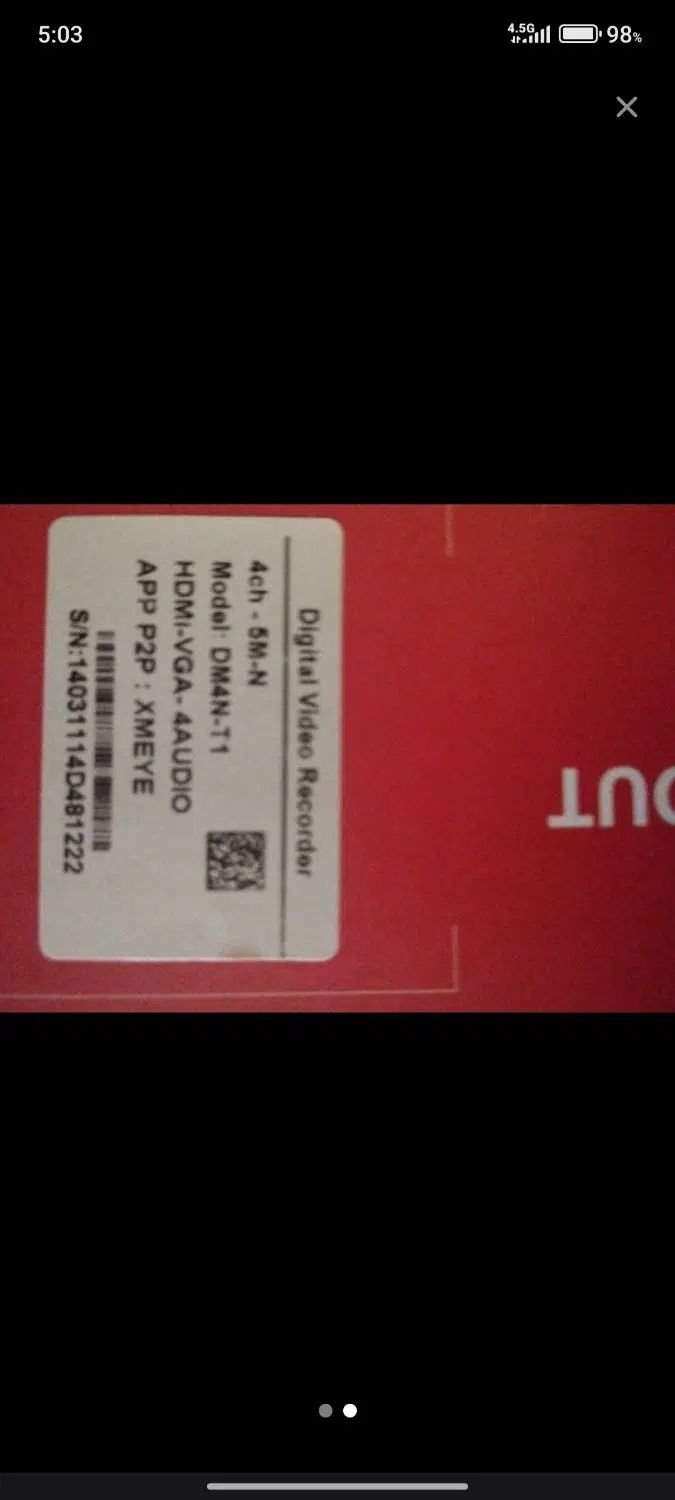 5:03
4.5G
98%
Digital Video Recorder
4ch - 5M-N
Model: DM4N-T1
HDMI-VGA- 4AUDIO
APP P2P : XMEYE
S/N:14031114D481222
OUT